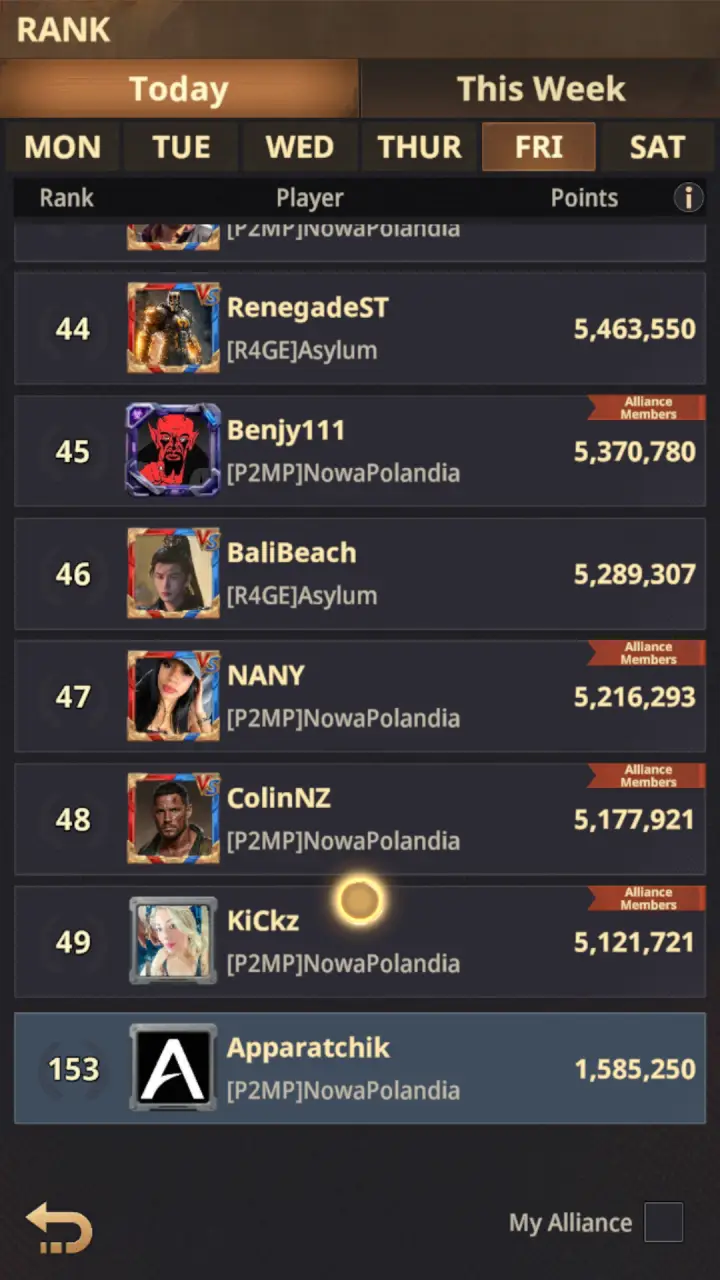 RANK
Today
This Week
MON TUE WED THUR FRI SAT
Rank Player Points i
[P2MP]NowaPolandia
44 RenegadeST 5,463,550
[R4GE]Asylum
Alliance Members
45 Benjy111 5,370,780
[P2MP]NowaPolandia
46 BaliBeach 5,289,307
[R4GE]Asylum
Alliance Members
47 NANY 5,216,293
[P2MP]NowaPolandia
Alliance Members
48 ColinNZ 5,177,921
[P2MP]NowaPolandia
Alliance Members
49 KiCkz 5,121,721
[P2MP]NowaPolandia
153 Apparatchik 1,585,250
[P2MP]NowaPolandia
My Alliance